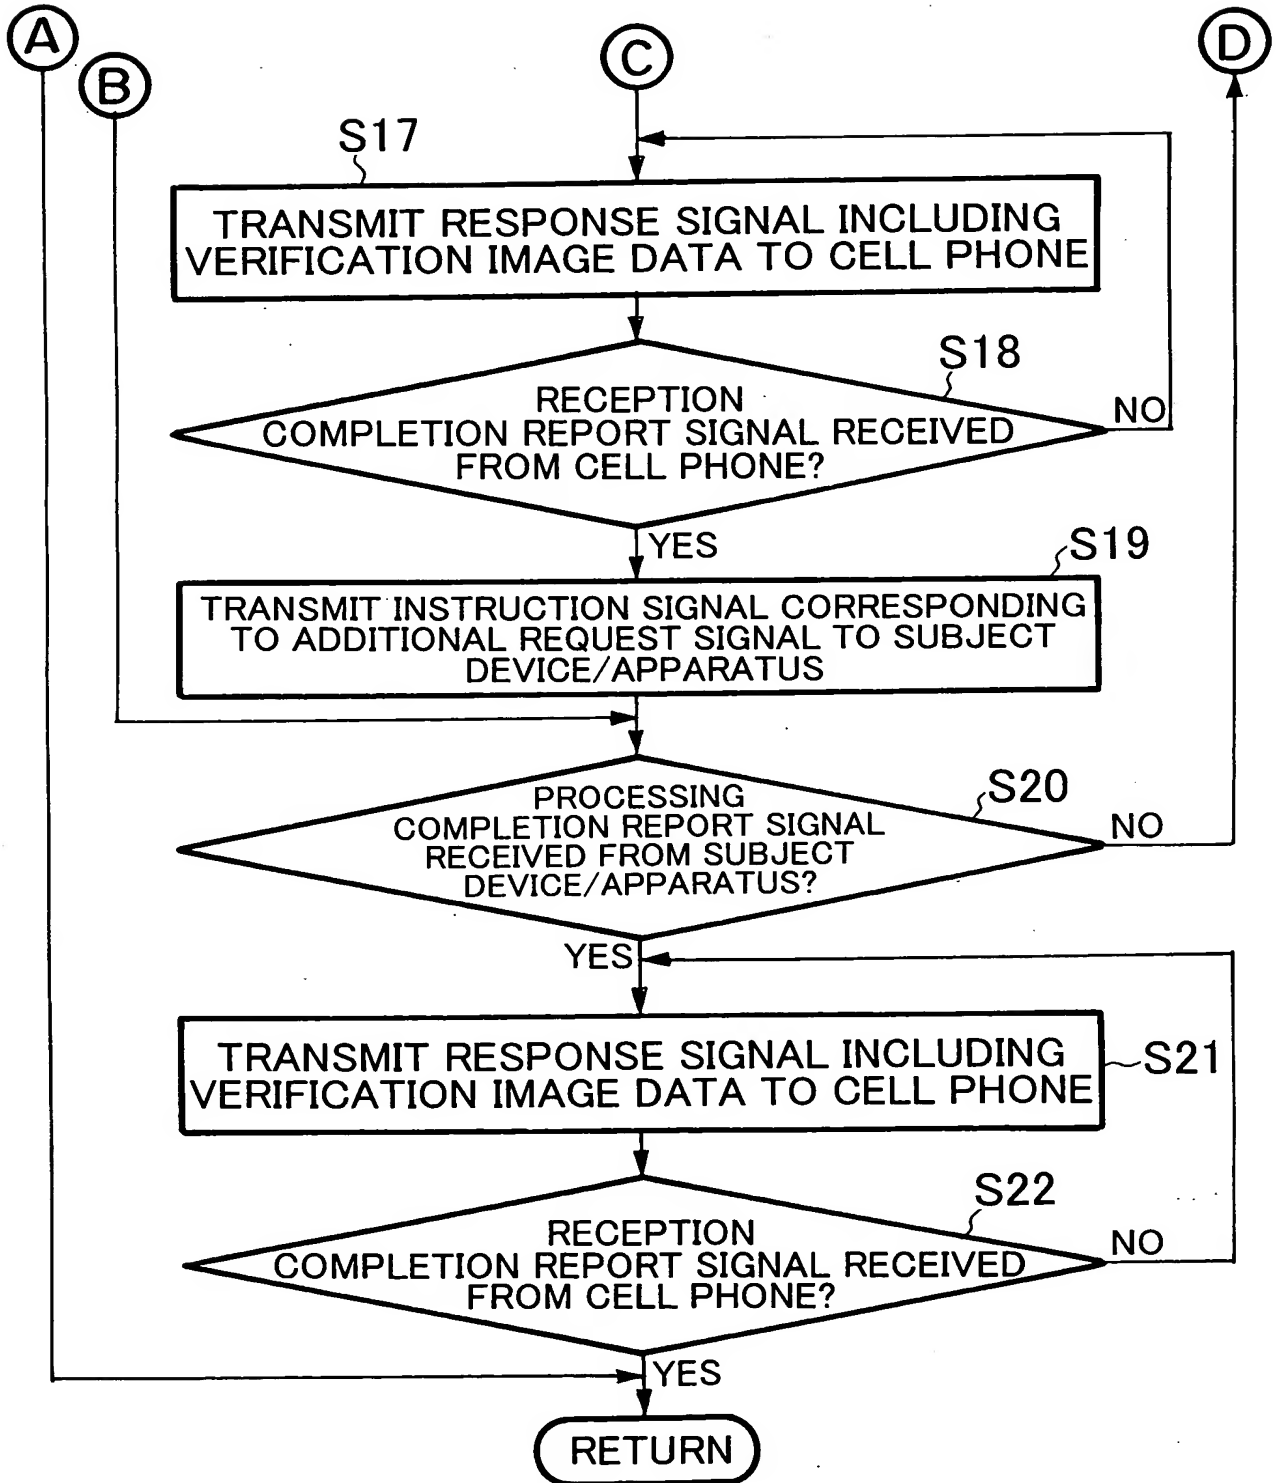 A
B
C
D
S17
TRANSMIT RESPONSE SIGNAL INCLUDING
VERIFICATION IMAGE DATA TO CELL PHONE
S18
RECEPTION
COMPLETION REPORT SIGNAL RECEIVED
FROM CELL PHONE?
NO
YES
S19
TRANSMIT INSTRUCTION SIGNAL CORRESPONDING
TO ADDITIONAL REQUEST SIGNAL TO SUBJECT
DEVICE/APPARATUS
S20
PROCESSING
COMPLETION REPORT SIGNAL
RECEIVED FROM SUBJECT
DEVICE/APPARATUS?
NO
YES
TRANSMIT RESPONSE SIGNAL INCLUDING
VERIFICATION IMAGE DATA TO CELL PHONE
S21
S22
RECEPTION
COMPLETION REPORT SIGNAL RECEIVED
FROM CELL PHONE?
NO
YES
RETURN